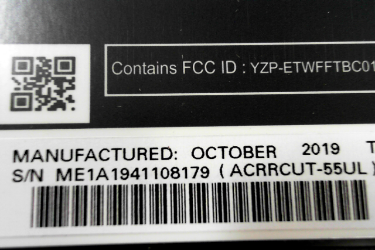 Contains FCC ID : YZP-ETWFFTBC01
MANUFACTURED: OCTOBER 2019 T
S/N ME1A1941108179 ( ACRRCUT-55UL )